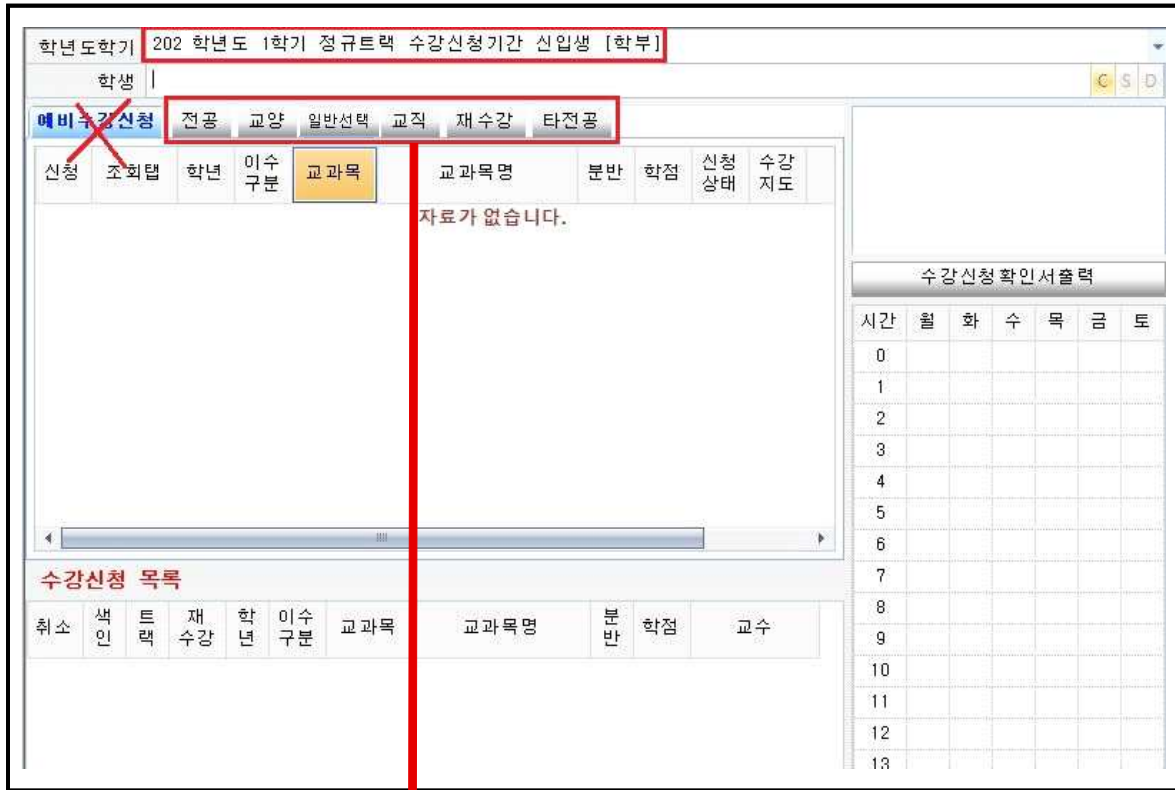 학년도학기 202 학년도 1학기 정규트랙 수강신청기간 신입생 [학부]
학생 C S D
예비수강신청 전공 교양 일반선택 교직 재수강 타전공
신청 조회탭 학년 이수구분 교과목 교과목명 분반 학점 신청상태 수강지도
자료가 없습니다.
수강신청확인서출력
시간 월 화 수 목 금 토
0
1
2
3
4
5
6
7
8
9
10
11
12
13
수강신청 목록
취소 색인 트랙 재수강 학년 이수구분 교과목 교과목명 분반 학점 교수